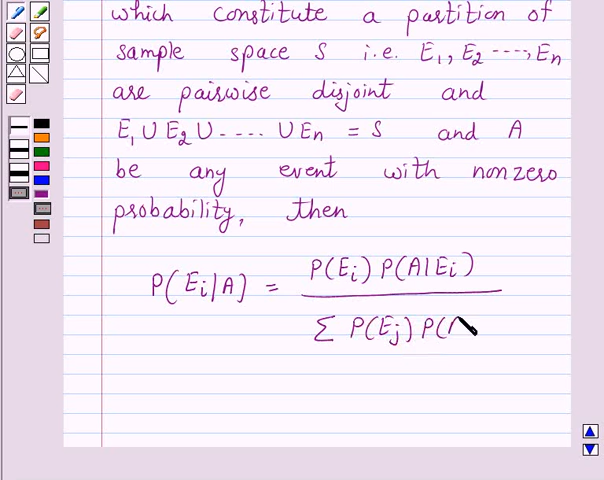 which constitute a partition of
sample space S i.e. E₁, E₂ ----, En
are pairwise disjoint and
E₁ U E₂ U - .... U En = S and A
be any event with nonzero
probability, then
P(Ei|A) = P(Ei) P(A|Ei)
Σ P(Ej) P(